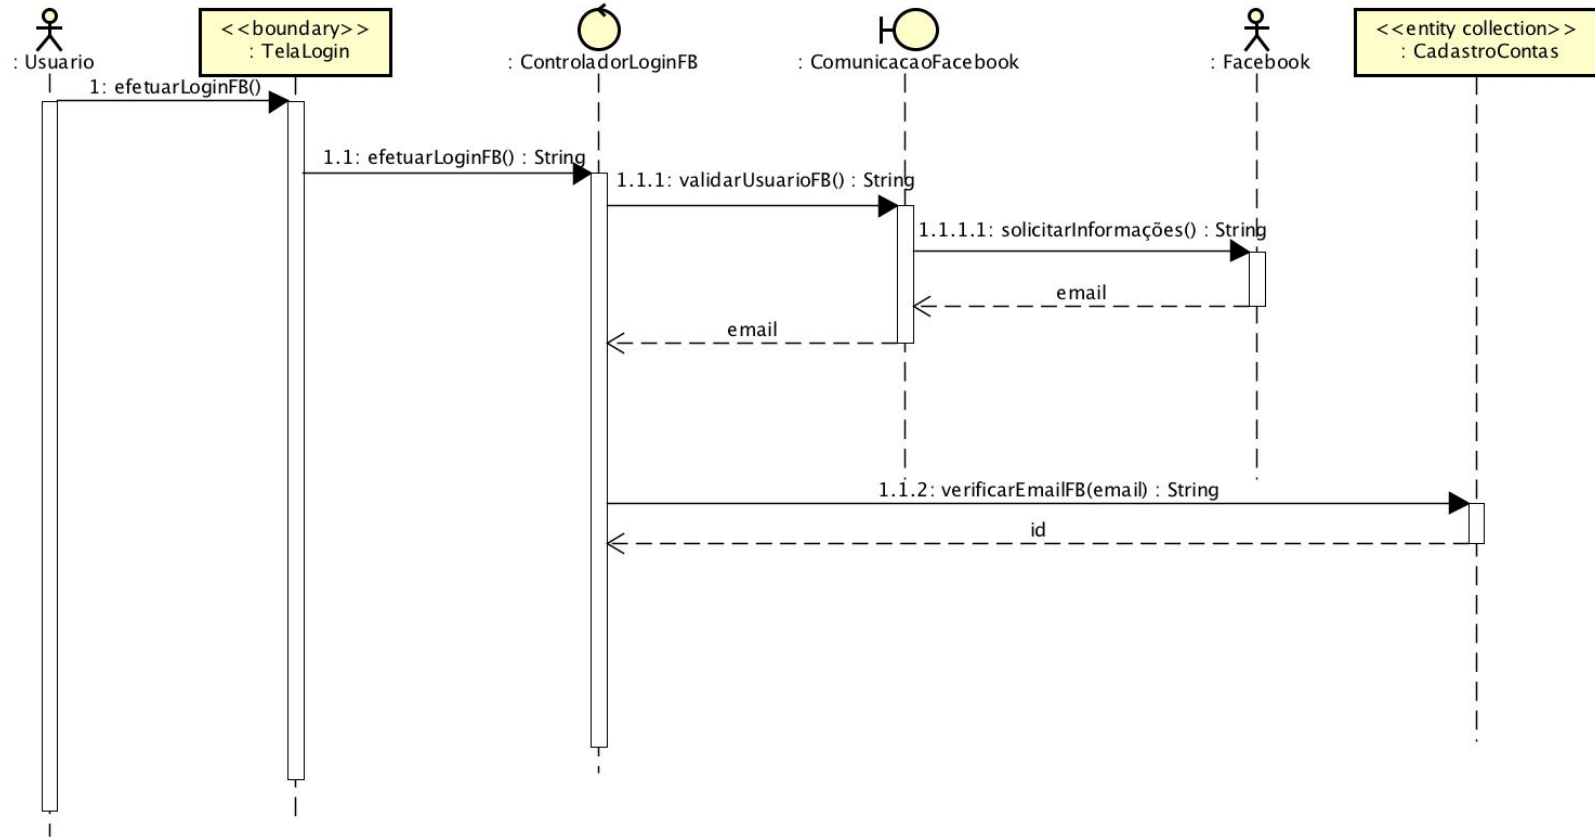 <<boundary>>
: TelaLogin
<<entity collection>>
: CadastroContas
: Usuario
: ControladorLoginFB
: ComunicacaoFacebook
: Facebook
1: efetuarLoginFB()
1.1: efetuarLoginFB() : String
1.1.1: validarUsuarioFB() : String
1.1.1.1: solicitarInformações() : String
email
email
1.1.2: verificarEmailFB(email) : String
id